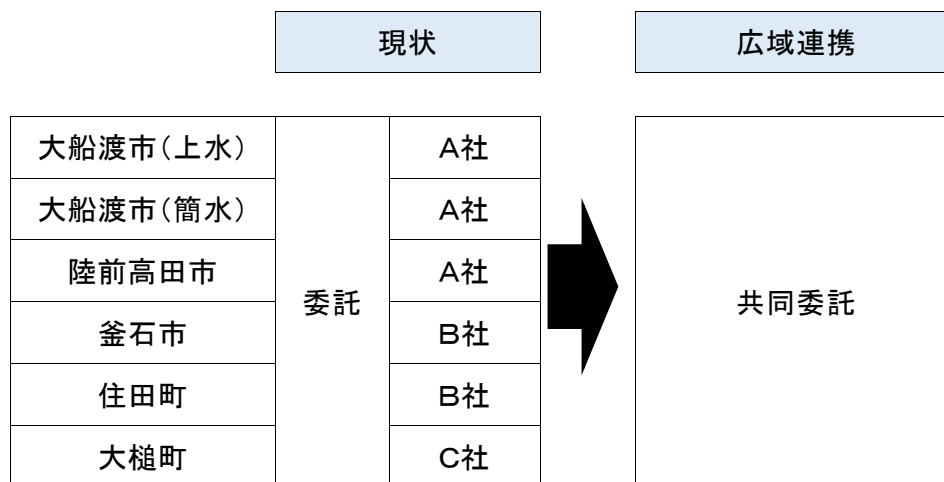 現状
広域連携
大船渡市（上水）
A社
大船渡市（簡水）
A社
陸前高田市
A社
委託
共同委託
釜石市
B社
住田町
B社
大槌町
C社